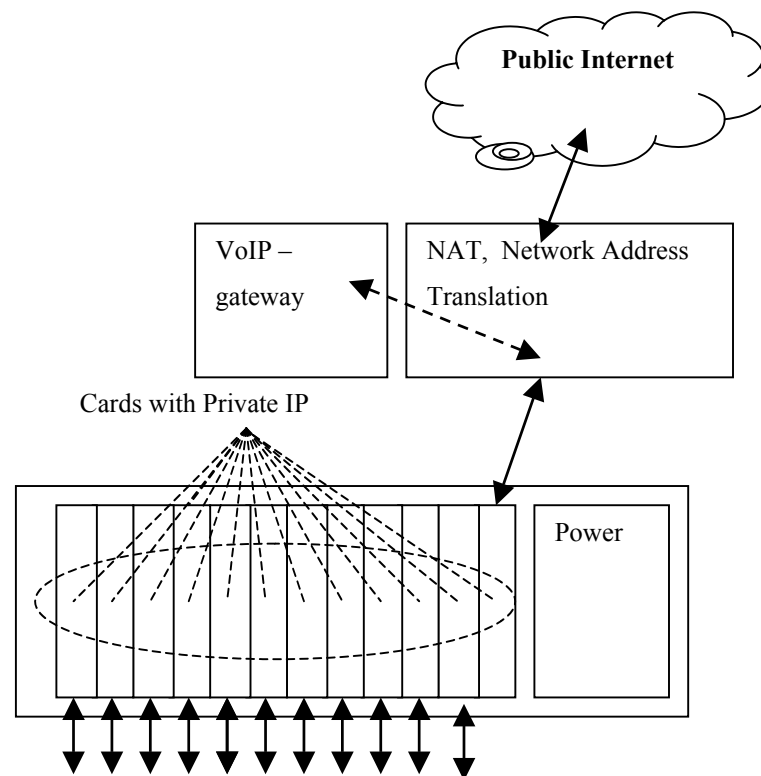 Public Internet
VoIP –
gateway
NAT,  Network Address
Translation
Cards with Private IP
Power